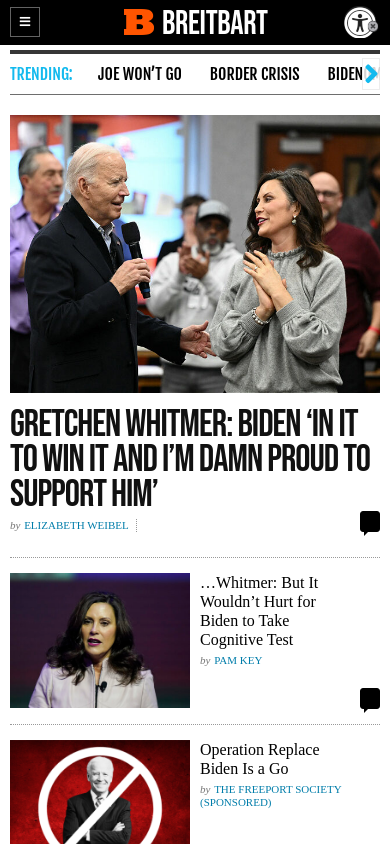 BREITBART
TRENDING: JOE WON'T GO BORDER CRISIS BIDEN
GRETCHEN WHITMER: BIDEN ‘IN IT
TO WIN IT AND I’M DAMN PROUD TO
SUPPORT HIM’
by ELIZABETH WEIBEL
…Whitmer: But It
Wouldn’t Hurt for
Biden to Take
Cognitive Test
by PAM KEY
Operation Replace
Biden Is a Go
by THE FREEPORT SOCIETY
(SPONSORED)